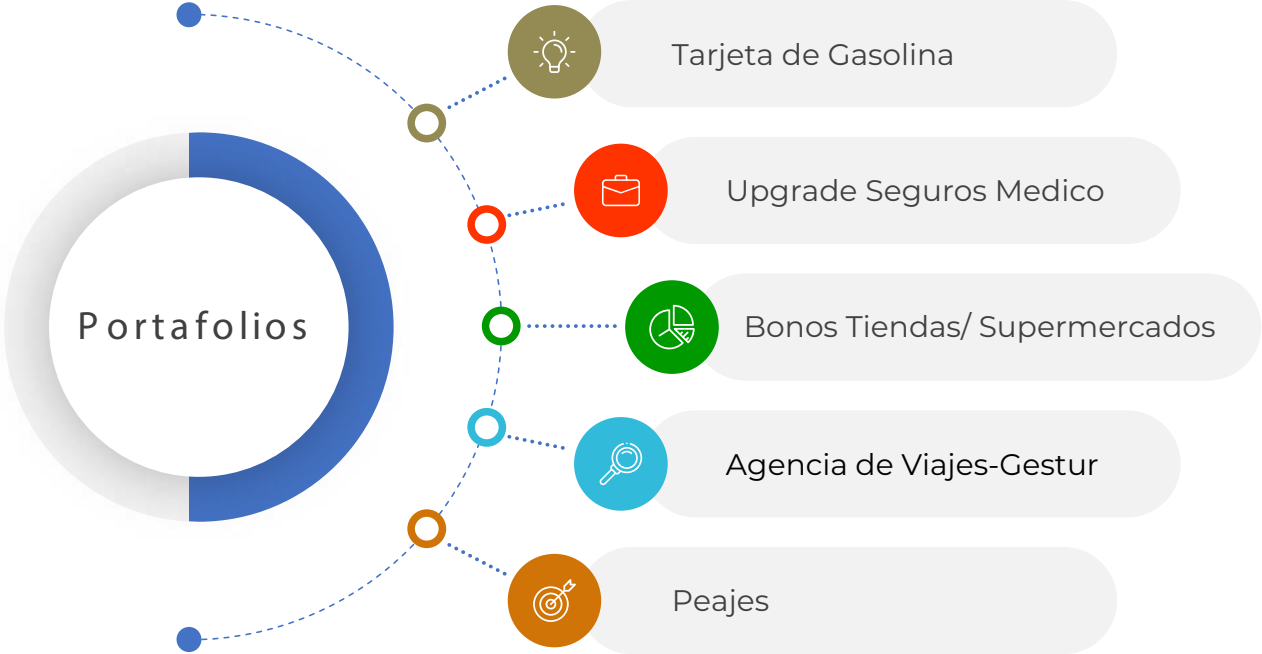 Portafolios
Tarjeta de Gasolina
Upgrade Seguros Medico
Bonos Tiendas/ Supermercados
Agencia de Viajes-Gestur
Peajes